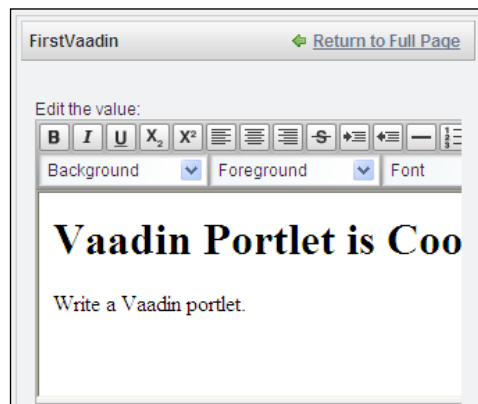 FirstVaadin Return to Full Page
Edit the value:
B I U X2 X² S
Background Foreground Font
Vaadin Portlet is Coo
Write a Vaadin portlet.